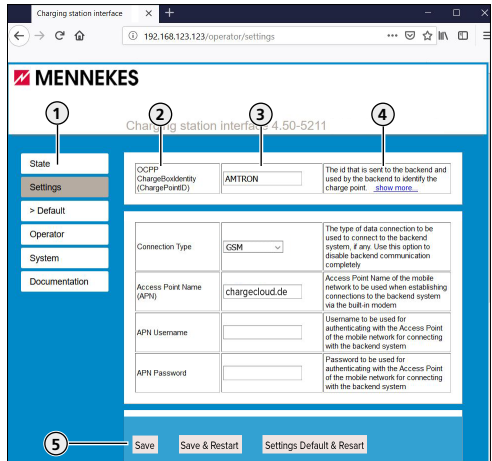 Charging station interface
192.168.123.123/operator/settings
MENNEKES
1
2
3
4
Charging station interface 4.50-5211
State
Settings
> Default
Operator
System
Documentation
OCPP
ChargeBoxIdentity
(ChargePointID)
AMTRON
The id that is sent to the backend and
used by the backend to identify the
charge point. show more...
Connection Type
GSM
The type of data connection to be
used to connect to the backend
system, if any. Use this option to
disable backend communication
completely
Access Point Name
(APN)
chargecloud.de
Access Point Name of the mobile
network to be used when establishing
connections to the backend system
via the built-in modem
APN Username
Username to be used for
authenticating with the Access Point
of the mobile network for connecting
with the backend system
APN Password
Password to be used for
authenticating with the Access Point
of the mobile network for connecting
with the backend system
5
Save
Save & Restart
Settings Default & Resart